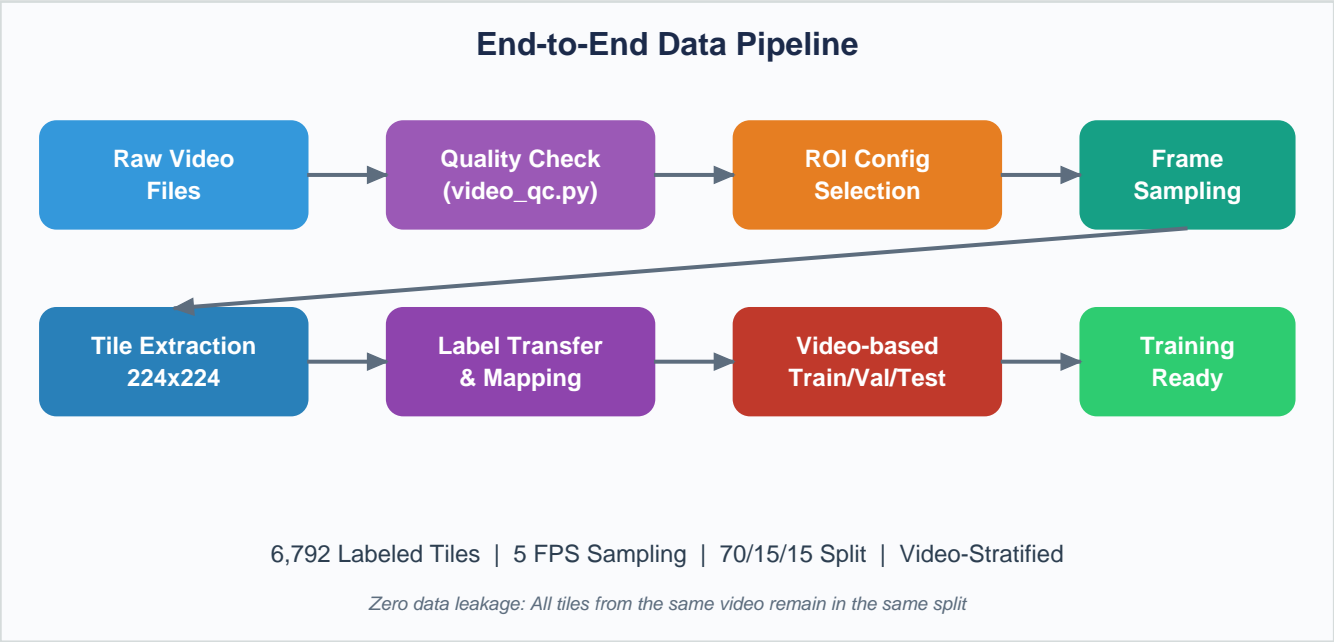 End-to-End Data Pipeline
Raw Video
Files
Quality Check
(video_qc.py)
ROI Config
Selection
Frame
Sampling
Tile Extraction
224x224
Label Transfer
& Mapping
Video-based
Train/Val/Test
Training
Ready
6,792 Labeled Tiles | 5 FPS Sampling | 70/15/15 Split | Video-Stratified
Zero data leakage: All tiles from the same video remain in the same split